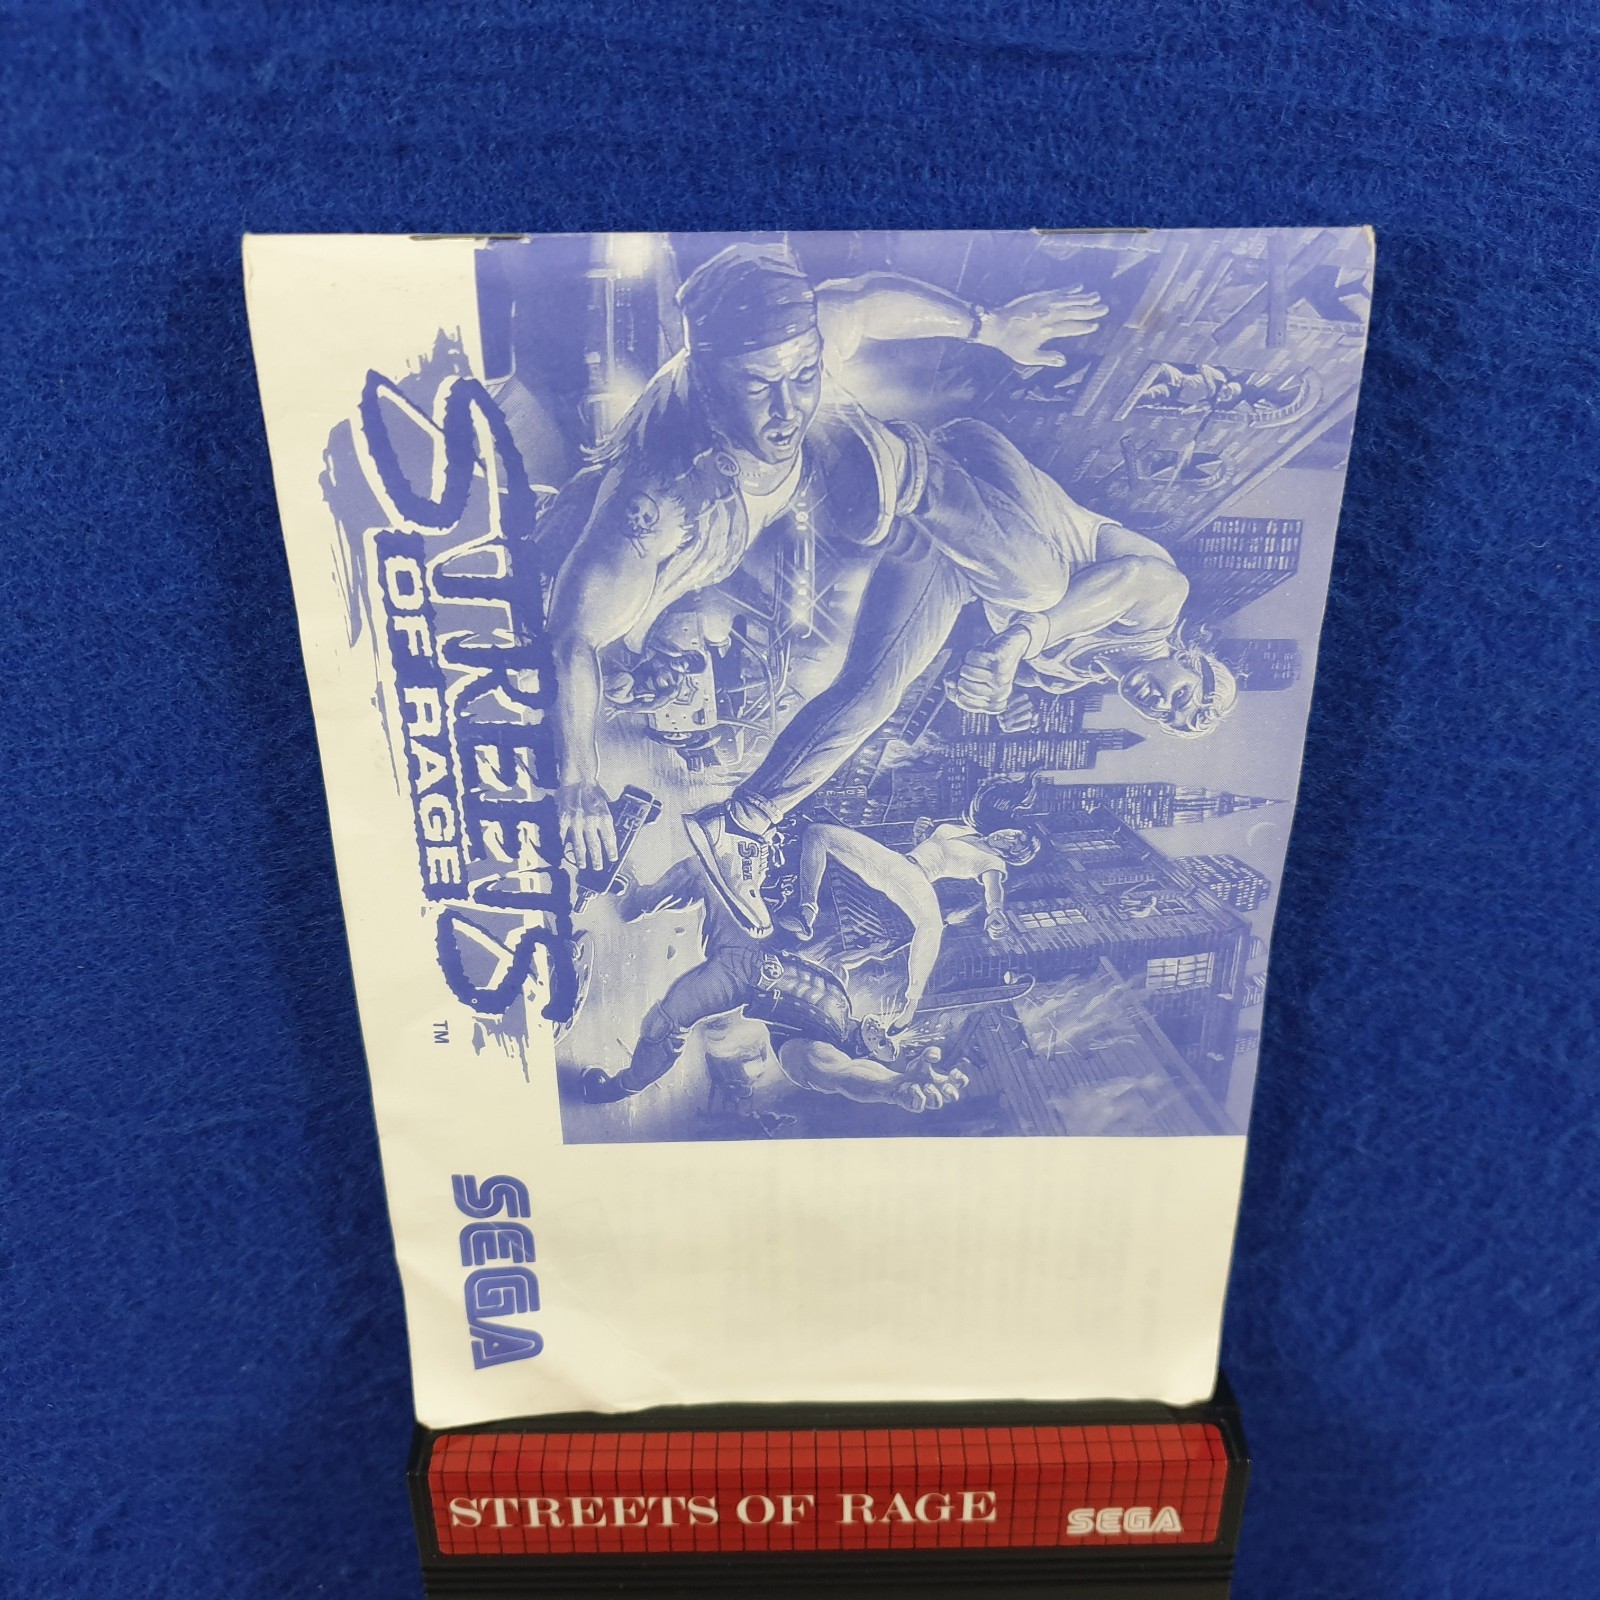 STREETS
OF RAGE
TM
SEGA
STREETS OF RAGE
SEGA